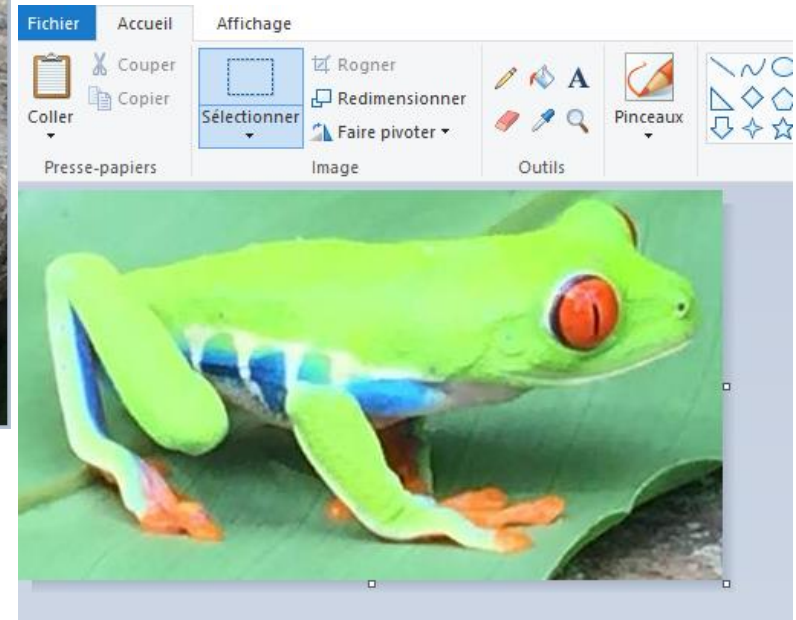 Fichier Accueil Affichage
Coller
Couper
Copier
Presse-papiers
Sélectionner
Rogner
Redimensionner
Faire pivoter
Image
A
Outils
Pinceaux